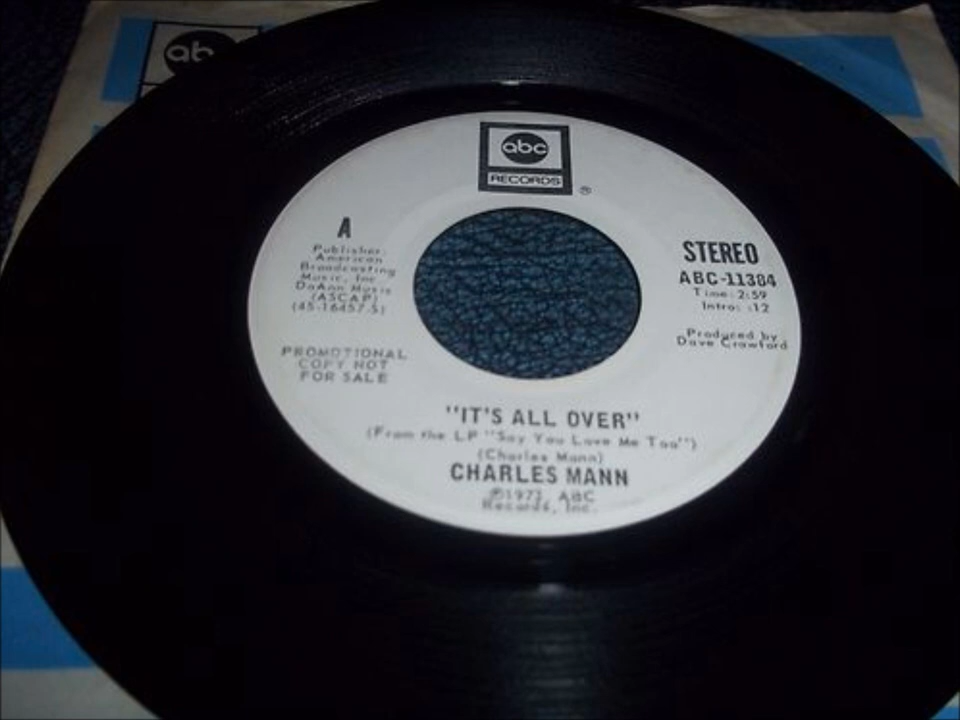 abc
abc
RECORDS
®
A
Publisher:
American
Broadcasting
Music, Inc
DaAnn Music
(ASCAP)
(45-16457-S)
PROMOTIONAL
COPY NOT
FOR SALE
STEREO
ABC-11384
Time: 2:59
Intro: :12
Produced by
Dave Crawford
"IT'S ALL OVER"
(From the LP "Say You Love Me Too")
(Charles Mann)
CHARLES MANN
℗1973, ABC
Records, Inc.